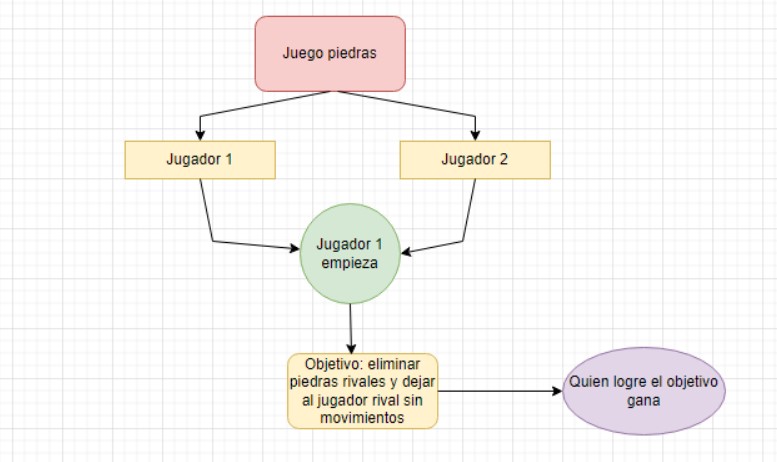 Juego piedras
Jugador 1
Jugador 2
Jugador 1
empieza
Objetivo: eliminar
piedras rivales y dejar
al jugador rival sin
movimientos
Quien logre el objetivo
gana